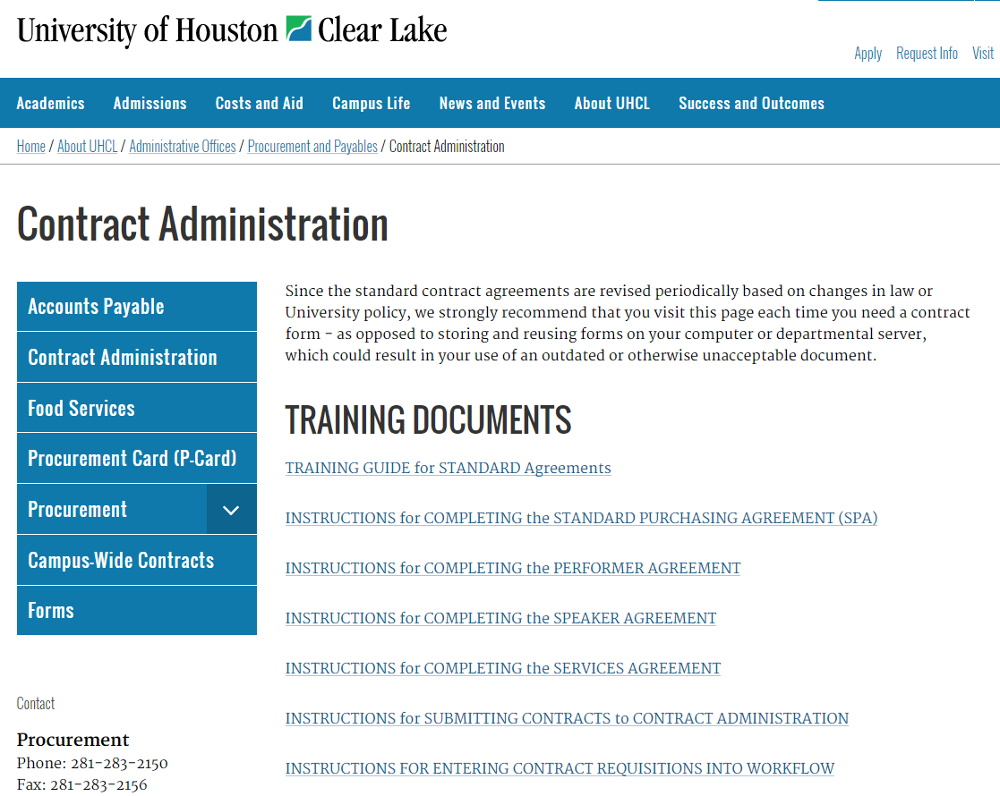 University of Houston Clear Lake
Apply Request Info Visit
Academics Admissions Costs and Aid Campus Life News and Events About UHCL Success and Outcomes
Home / About UHCL / Administrative Offices / Procurement and Payables / Contract Administration
Contract Administration
Accounts Payable
Contract Administration
Food Services
Procurement Card (P-Card)
Procurement
Campus-Wide Contracts
Forms
Contact
Procurement
Phone: 281-283-2150
Fax: 281-283-2156
Since the standard contract agreements are revised periodically based on changes in law or
University policy, we strongly recommend that you visit this page each time you need a contract
form - as opposed to storing and reusing forms on your computer or departmental server,
which could result in your use of an outdated or otherwise unacceptable document.
TRAINING DOCUMENTS
TRAINING GUIDE for STANDARD Agreements
INSTRUCTIONS for COMPLETING the STANDARD PURCHASING AGREEMENT (SPA)
INSTRUCTIONS for COMPLETING the PERFORMER AGREEMENT
INSTRUCTIONS for COMPLETING the SPEAKER AGREEMENT
INSTRUCTIONS for COMPLETING the SERVICES AGREEMENT
INSTRUCTIONS for SUBMITTING CONTRACTS to CONTRACT ADMINISTRATION
INSTRUCTIONS FOR ENTERING CONTRACT REQUISITIONS INTO WORKFLOW